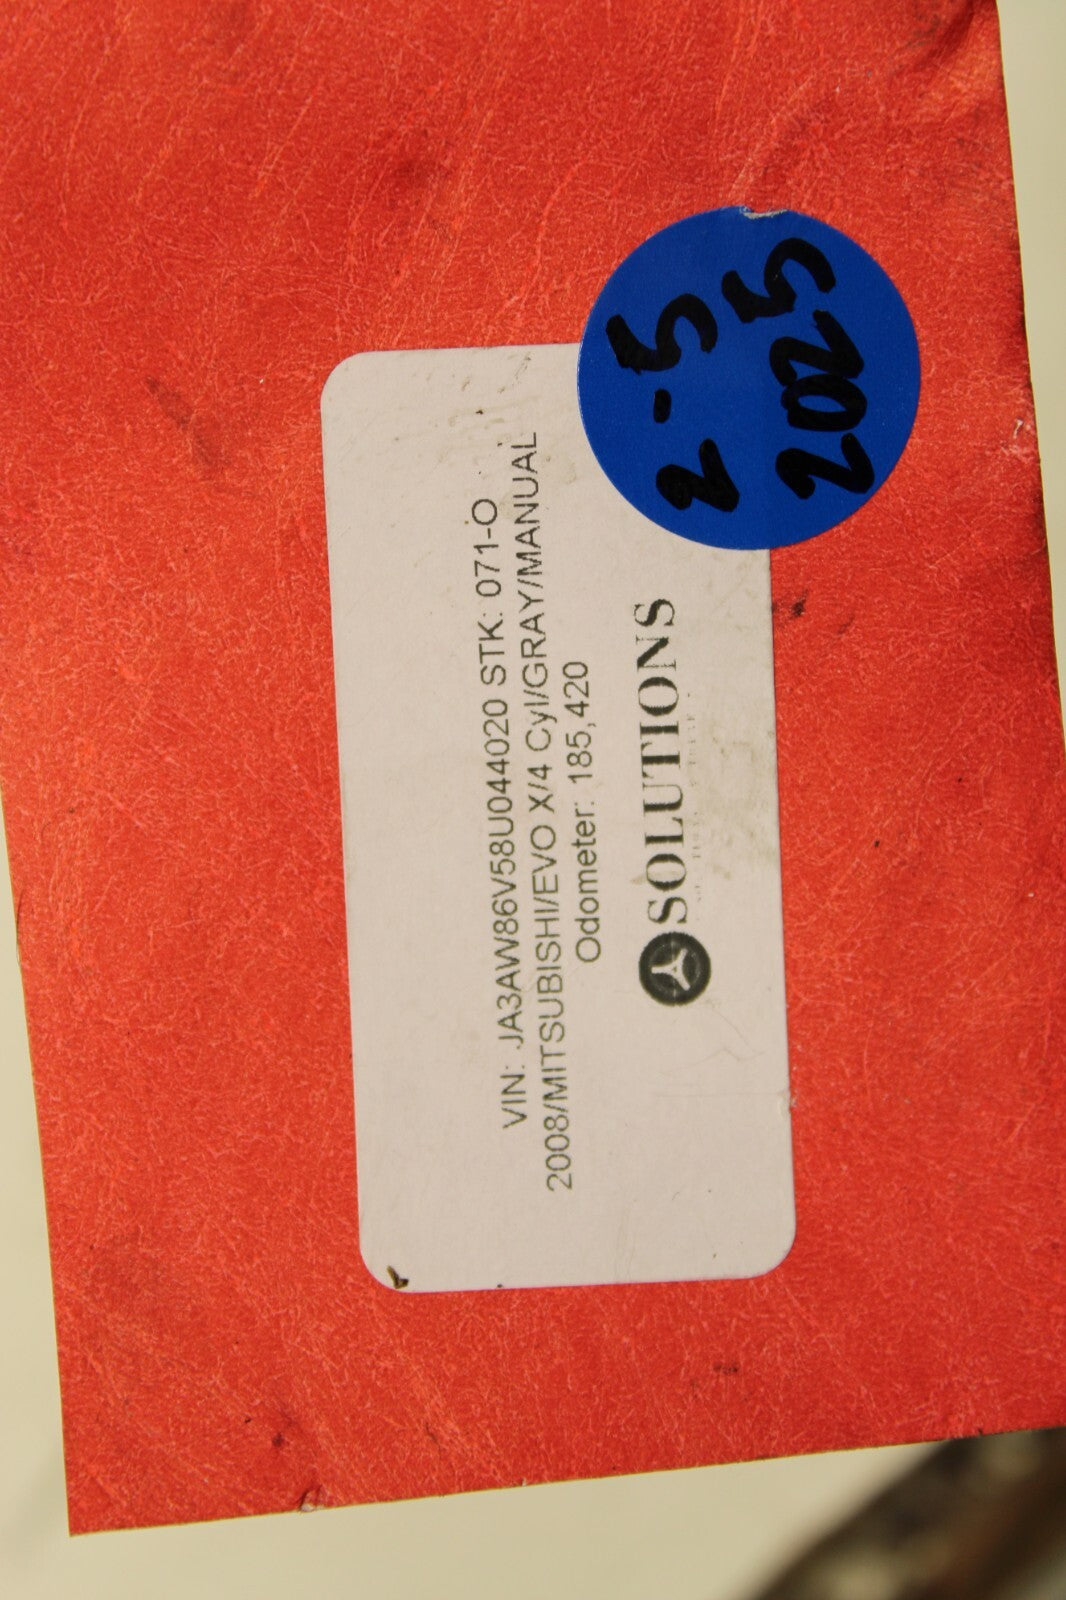 VIN: JA3AW86V58U044020 STK: 071-O
2008/MITSUBISHI/EVO X/4 Cyl/GRAY/MANUAL
Odometer: 185,420
SOLUTIONS
2-5
2025